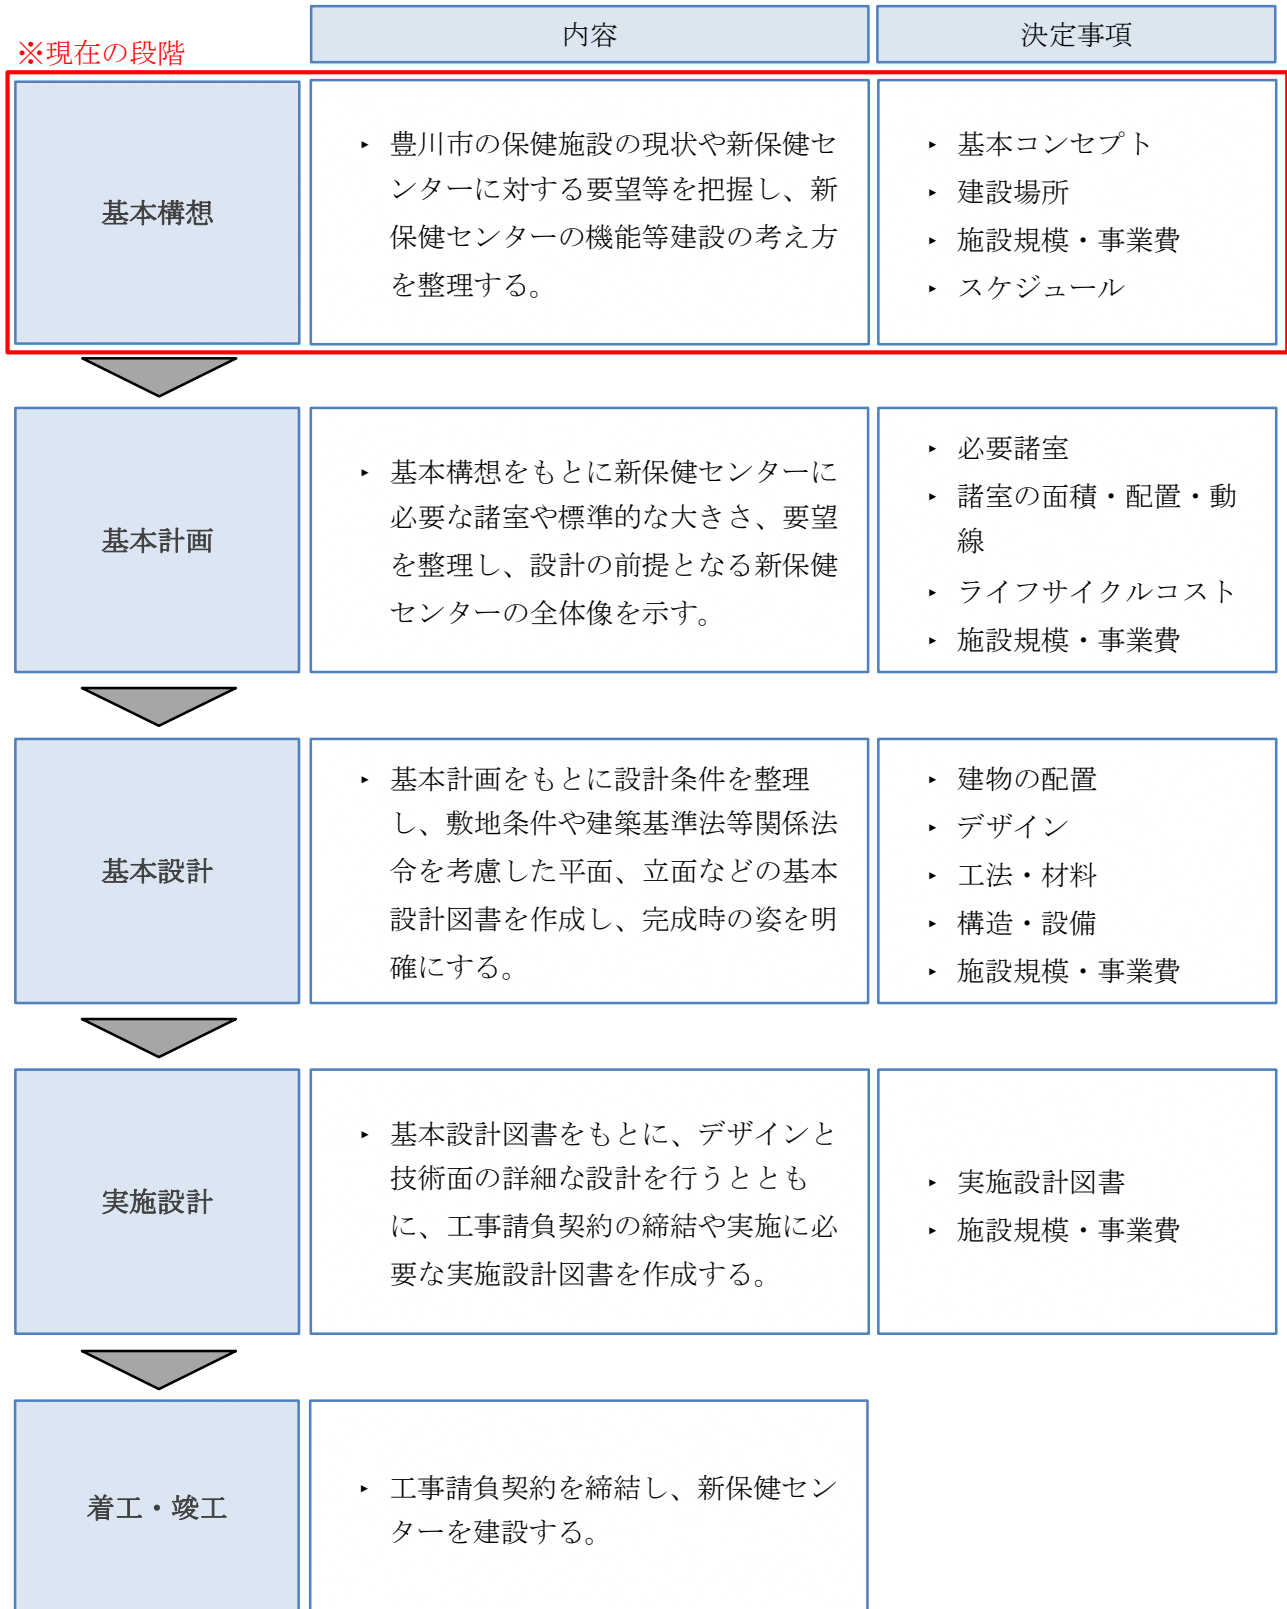 内容
決定事項
※現在の段階
基本構想
‣ 豊川市の保健施設の現状や新保健セ
ンターに対する要望等を把握し、新
保健センターの機能等建設の考え方
を整理する。
‣ 基本コンセプト
‣ 建設場所
‣ 施設規模・事業費
‣ スケジュール
基本計画
‣ 基本構想をもとに新保健センターに
必要な諸室や標準的な大きさ、要望
を整理し、設計の前提となる新保健
センターの全体像を示す。
‣ 必要諸室
‣ 諸室の面積・配置・動
線
‣ ライフサイクルコスト
‣ 施設規模・事業費
基本設計
‣ 基本計画をもとに設計条件を整理
し、敷地条件や建築基準法等関係法
令を考慮した平面、立面などの基本
設計図書を作成し、完成時の姿を明
確にする。
‣ 建物の配置
‣ デザイン
‣ 工法・材料
‣ 構造・設備
‣ 施設規模・事業費
実施設計
‣ 基本設計図書をもとに、デザインと
技術面の詳細な設計を行うととも
に、工事請負契約の締結や実施に必
要な実施設計図書を作成する。
‣ 実施設計図書
‣ 施設規模・事業費
着工・竣工
‣ 工事請負契約を締結し、新保健セン
ターを建設する。